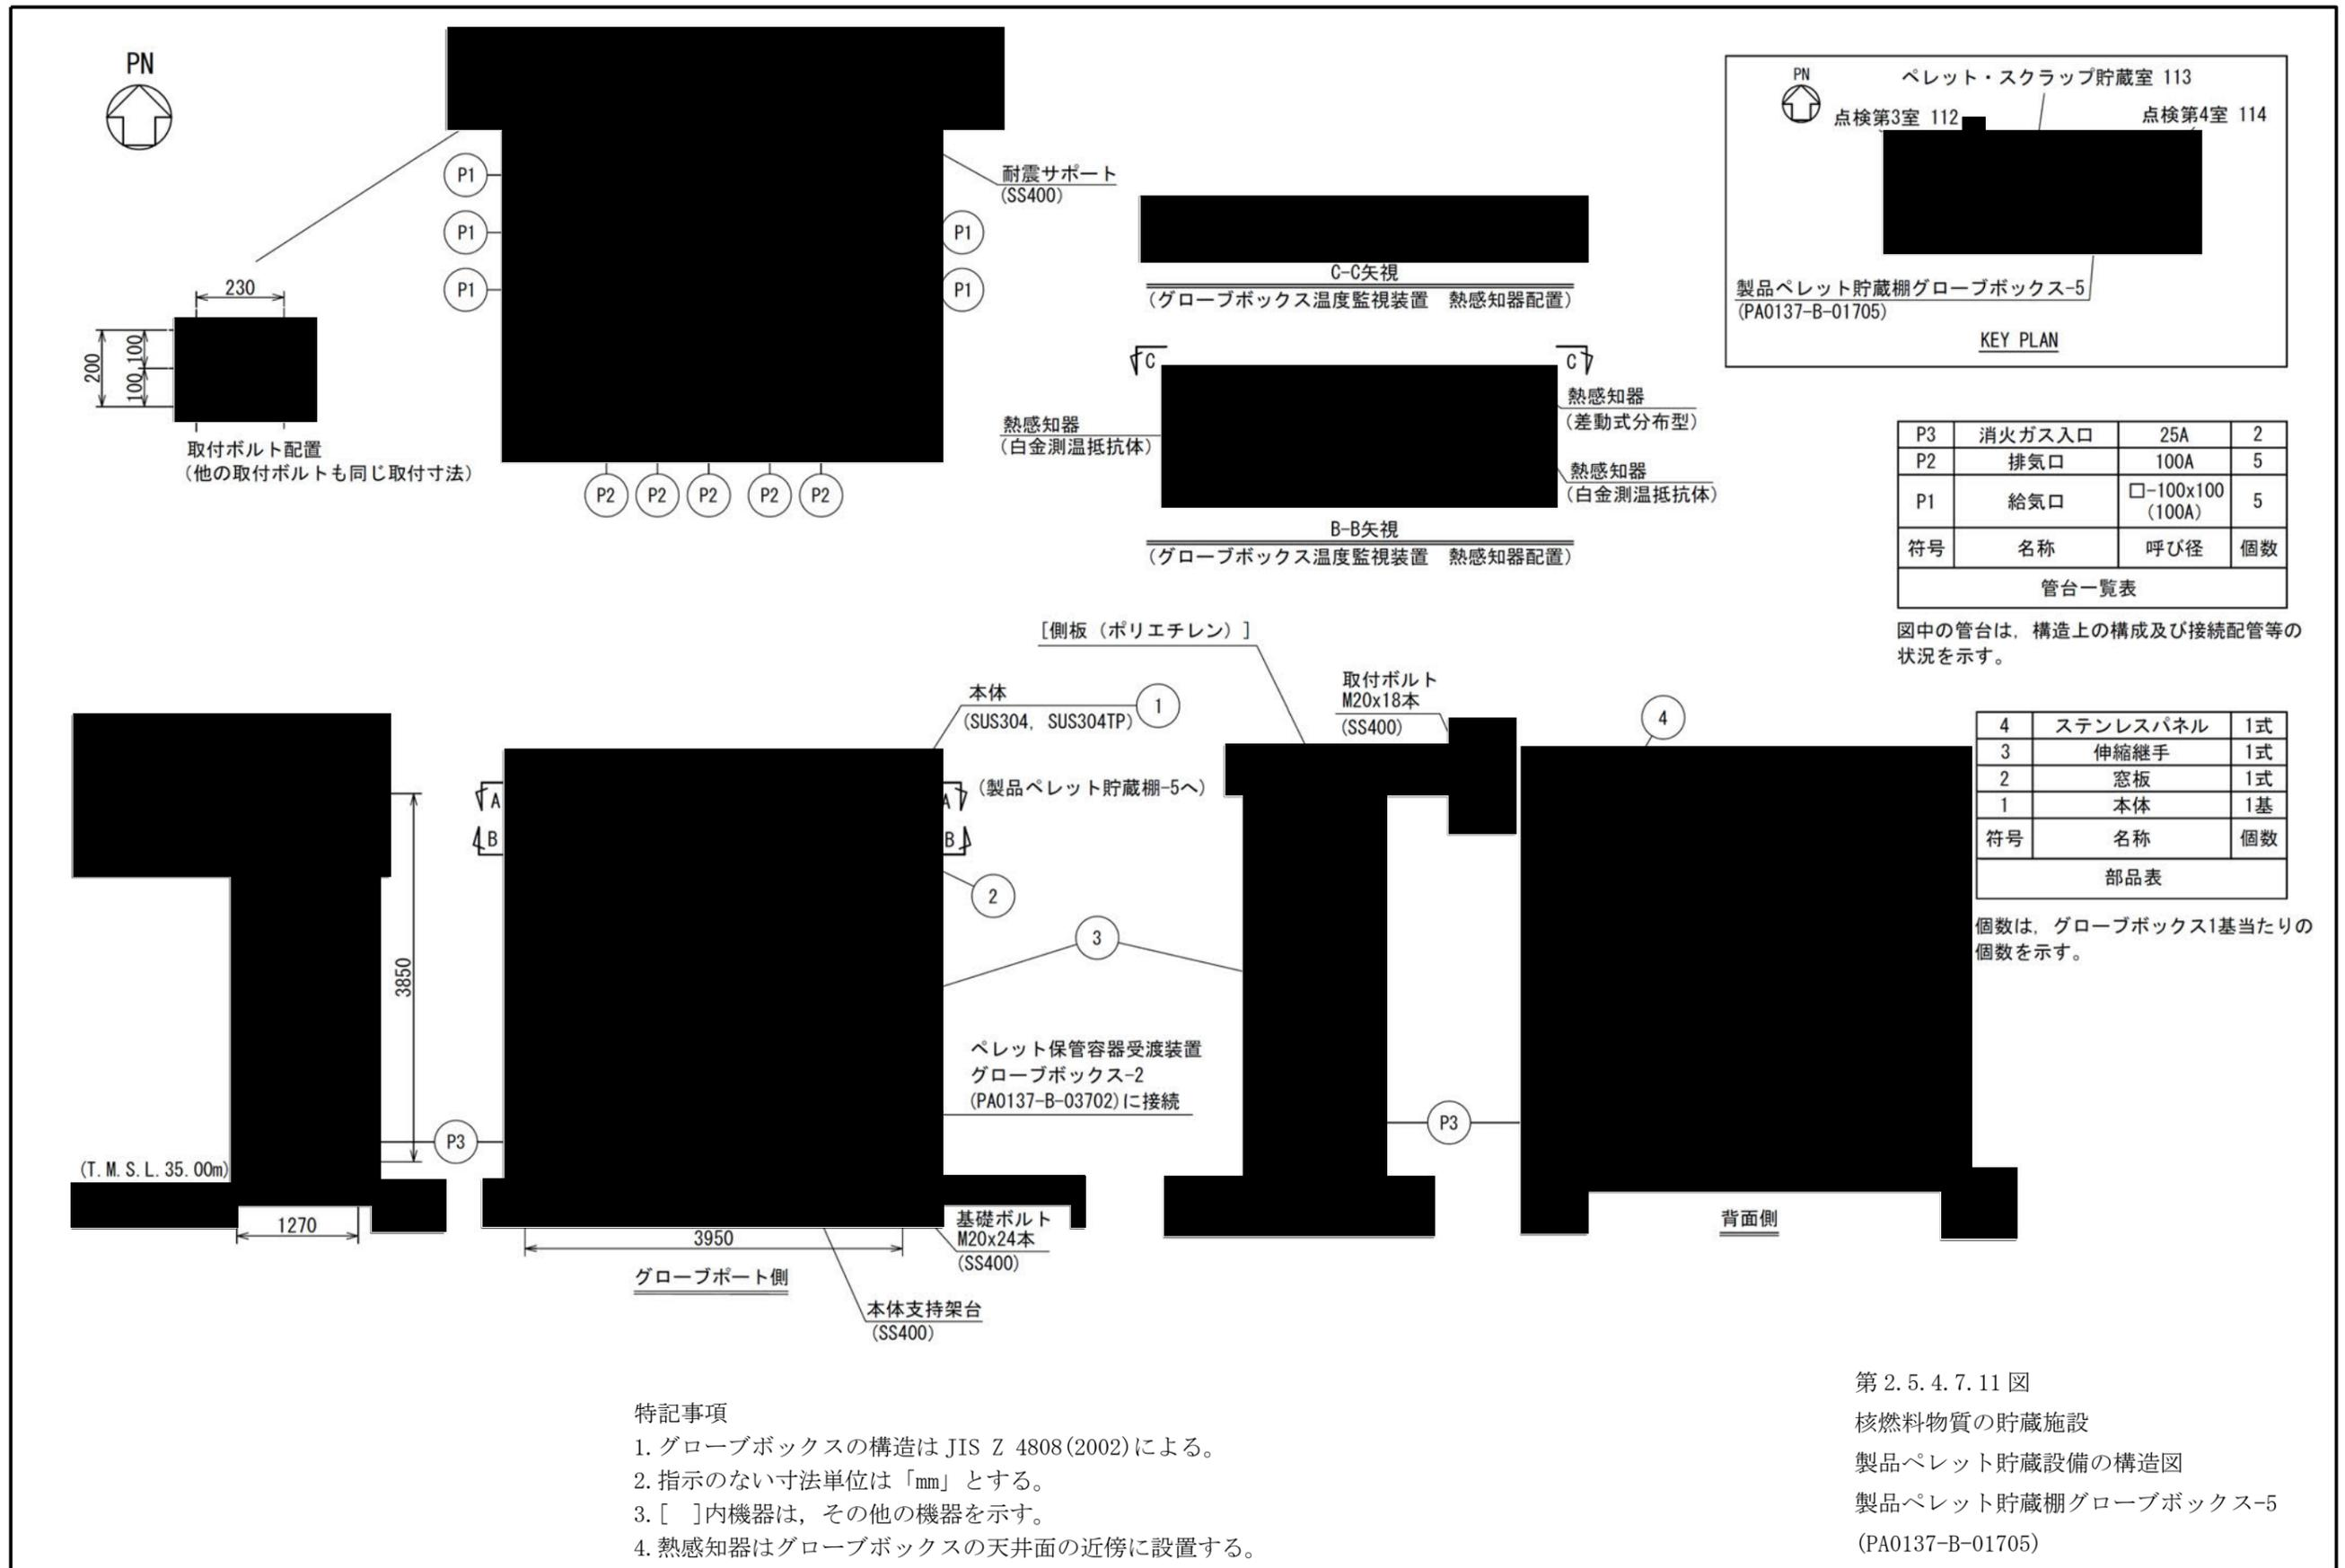 PN
P1
P1
P1
P1
P1
耐震サポート
(SS400)
230
200
100
100
取付ボルト配置
(他の取付ボルトも同じ取付寸法)
P2
P2
P2
P2
P2
C-C矢視
(グローブボックス温度監視装置 熱感知器配置)
C
C
熱感知器
(白金測温抵抗体)
熱感知器
(差動式分布型)
熱感知器
(白金測温抵抗体)
B-B矢視
(グローブボックス温度監視装置 熱感知器配置)
PN
ペレット・スクラップ貯蔵室 113
点検第3室 112
点検第4室 114
製品ペレット貯蔵棚グローブボックス-5
(PA0137-B-01705)
KEY PLAN
P3 消火ガス入口 25A 2
P2 排気口 100A 5
P1 給気口 □-100x100 (100A) 5
符号 名称 呼び径 個数
管台一覧表
図中の管台は,構造上の構成及び接続配管等の
状況を示す。
[側板(ポリエチレン)]
本体
(SUS304, SUS304TP)
1
取付ボルト
M20x18本
(SS400)
4
A
A
B
B
(製品ペレット貯蔵棚-5へ)
2
3
3850
ペレット保管容器受渡装置
グローブボックス-2
(PA0137-B-03702)に接続
P3
P3
(T.M.S.L.35.00m)
1270
3950
基礎ボルト
M20x24本
(SS400)
グローブポート側
本体支持架台
(SS400)
背面側
4 ステンレスパネル 1式
3 伸縮継手 1式
2 窓板 1式
1 本体 1基
符号 名称 個数
部品表
個数は,グローブボックス1基当たりの
個数を示す。
特記事項
1.グローブボックスの構造は JIS Z 4808(2002)による。
2.指示のない寸法単位は「mm」とする。
3.[ ]内機器は,その他の機器を示す。
4.熱感知器はグローブボックスの天井面の近傍に設置する。
第2.5.4.7.11図
核燃料物質の貯蔵施設
製品ペレット貯蔵設備の構造図
製品ペレット貯蔵棚グローブボックス-5
(PA0137-B-01705)